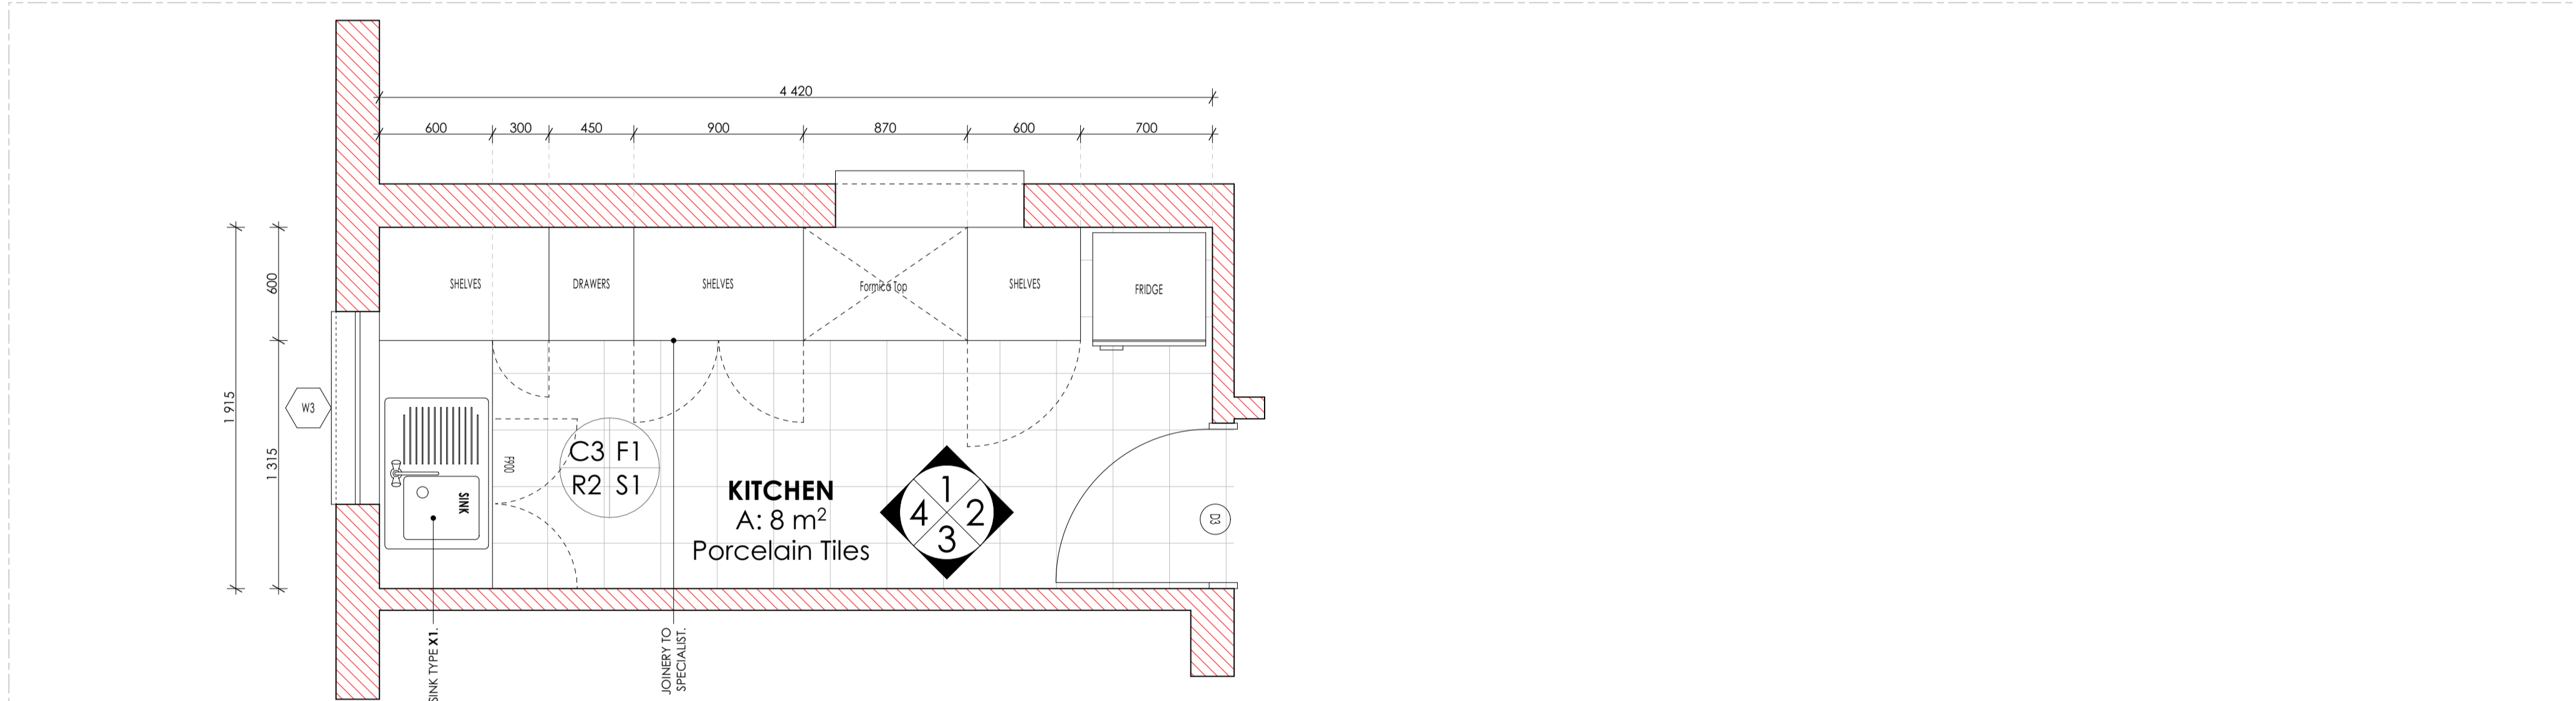 4 420
600 300 450 900 870 600 700
SHELVES DRAWERS SHELVES Formica Top SHELVES FRIDGE
600
1 915
1 315
W3
F900
SINK
C3 F1
R2 S1
KITCHEN
A: 8 m²
Porcelain Tiles
1
4 2
3
D3
SINK TYPE X1.
JOINERY TO
SPECIALIST.